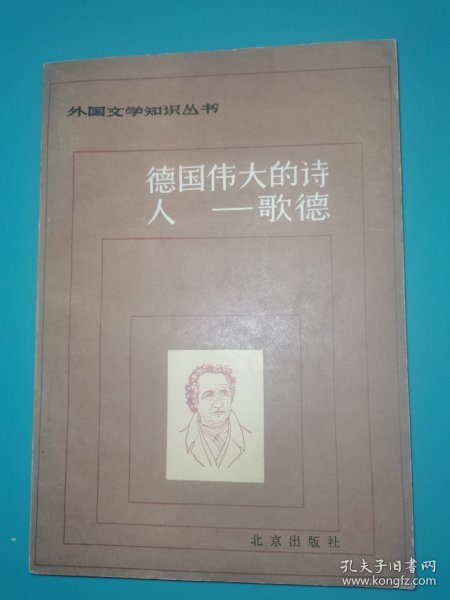 外国文学知识丛书
德国伟大的诗
人 —歌德
北京出版社
孔夫子旧书网
www.kongfz.com